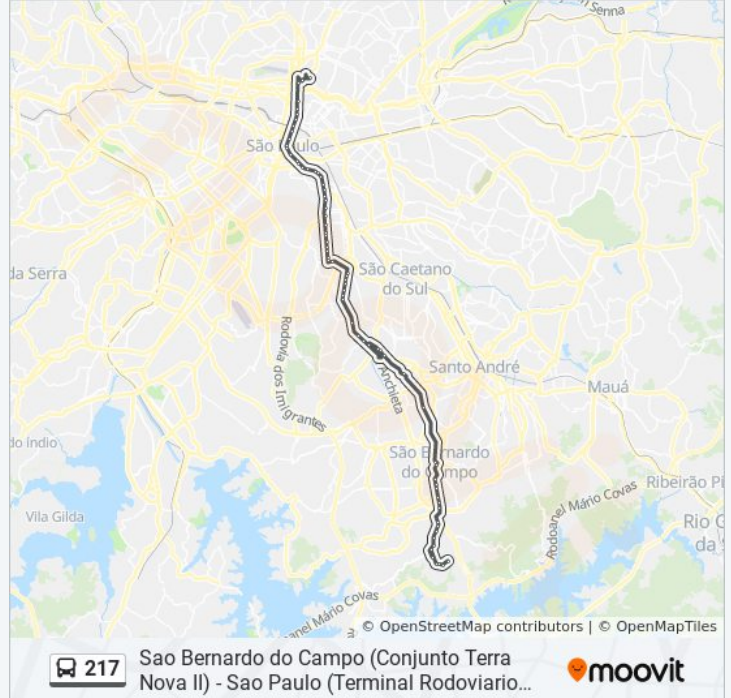 Senna
São Paulo
da Serra
São Caetano
do Sul
Rodovia dos Imigrantes
Anchieta
Santo André
Mauá
do Índio
São Bernardo
do Campo
Ribeirão Pi
Vila Gilda
Rodoanel Mário Covas
Rio G
da S
anel Mário Covas
© OpenStreetMap contributors | © OpenMapTiles
217
Sao Bernardo do Campo (Conjunto Terra
Nova II) - Sao Paulo (Terminal Rodoviario...
moovit